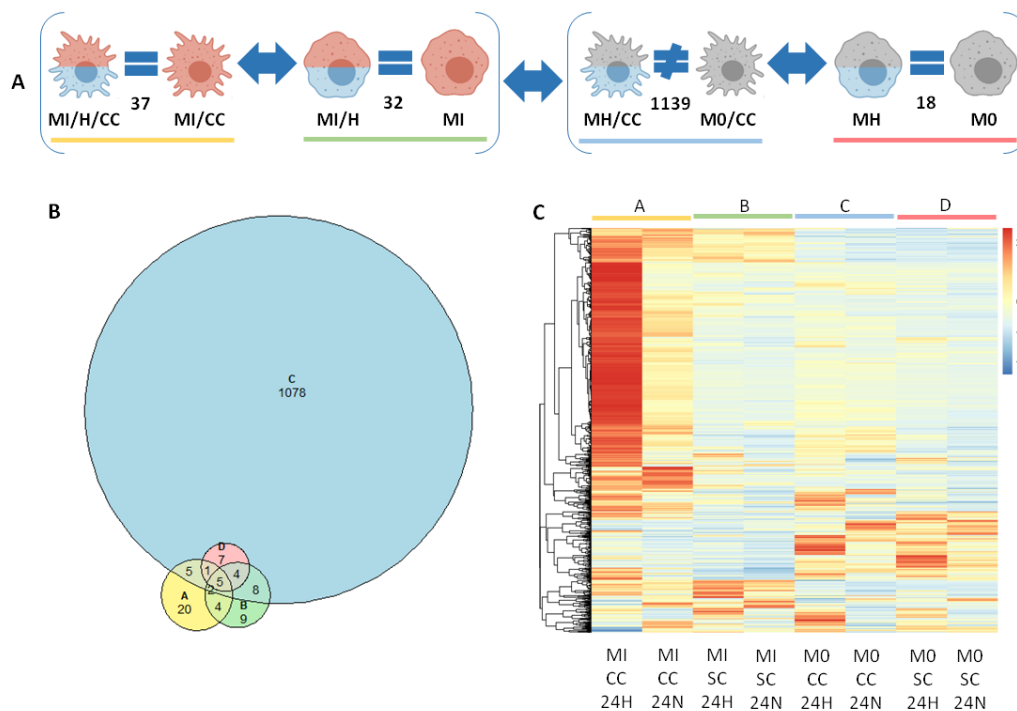 A
37
MI/H/CC MI/CC
32
MI/H MI
1139
MH/CC M0/CC
18
MH M0
B
C
1078
D
7
5 1 4
5
2 8
A
20
4
B
9
C
A B C D
MI MI MI MI M0 M0 M0 M0
CC CC SC SC CC CC SC SC
24H 24N 24H 24N 24H 24N 24H 24N